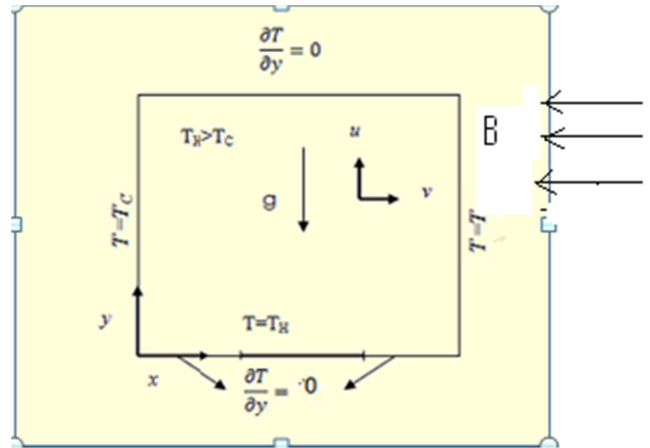 ∂T/∂y = 0
T_H>T_C
u
B
g
v
T=T_C
T=T
y
T=T_H
x
∂T/∂y = 0